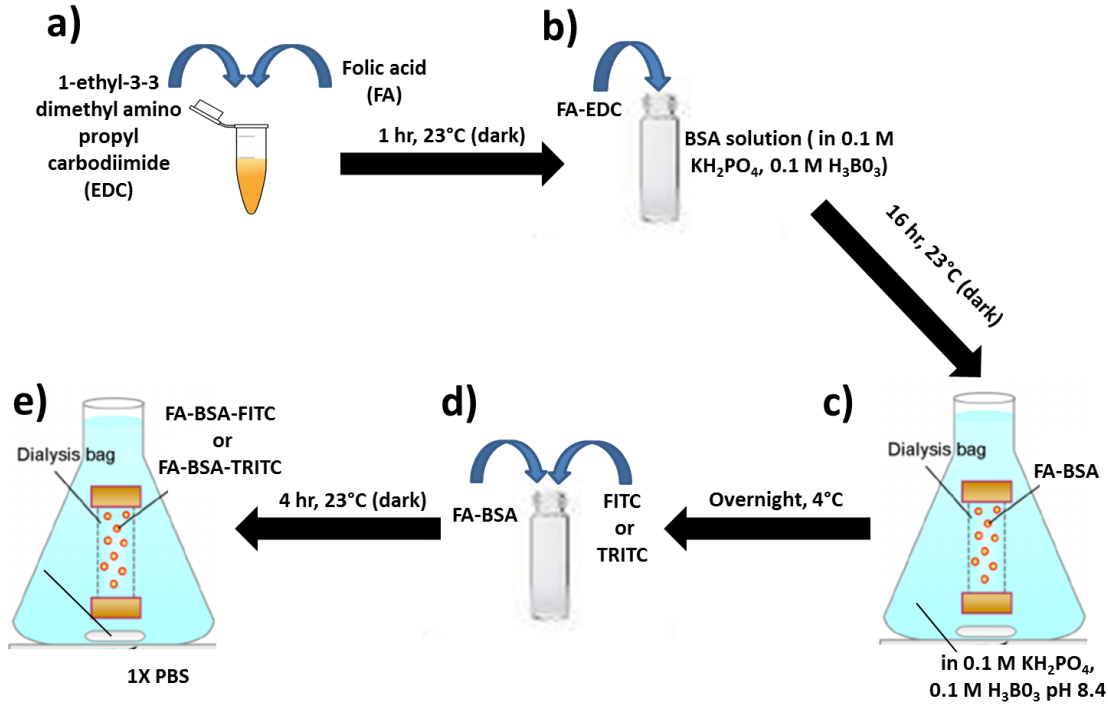 a)
1-ethyl-3-3
dimethyl amino
propyl
carbodiimide
(EDC)
Folic acid
(FA)
1 hr, 23°C (dark)
b)
FA-EDC
BSA solution ( in 0.1 M
KH₂PO₄, 0.1 M H₃B0₃)
16 hr, 23°C (dark)
c)
Dialysis bag
FA-BSA
in 0.1 M KH₂PO₄,
0.1 M H₃B0₃ pH 8.4
Overnight, 4°C
d)
FA-BSA
FITC
or
TRITC
4 hr, 23°C (dark)
e)
FA-BSA-FITC
or
FA-BSA-TRITC
Dialysis bag
1X PBS